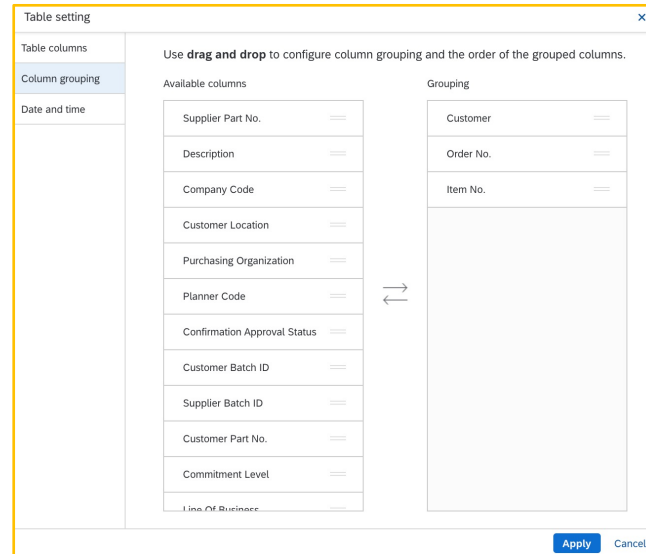 Table setting
Table columns
Column grouping
Date and time
Use drag and drop to configure column grouping and the order of the grouped columns.
Available columns
Supplier Part No.
Description
Company Code
Customer Location
Purchasing Organization
Planner Code
Confirmation Approval Status
Customer Batch ID
Supplier Batch ID
Customer Part No.
Commitment Level
Line Of Business
Grouping
Customer
Order No.
Item No.
Apply Cancel